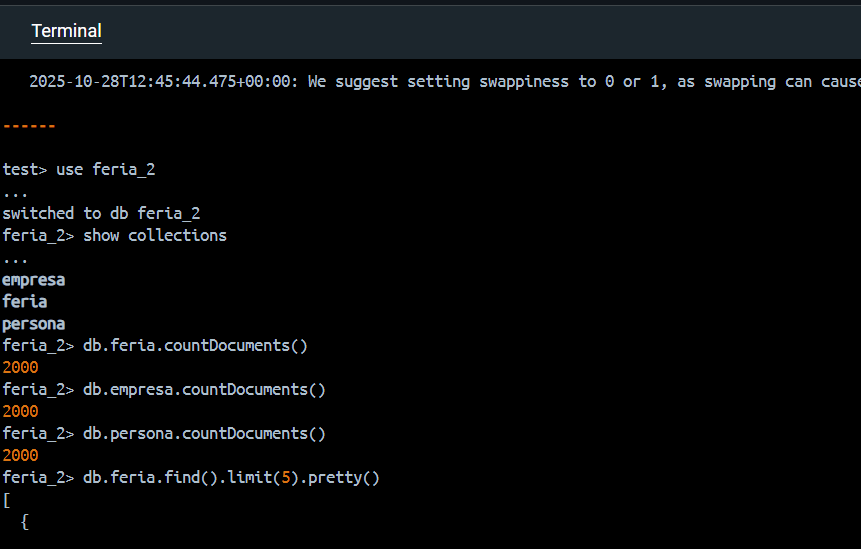 Terminal
2025-10-28T12:45:44.475+00:00: We suggest setting swappiness to 0 or 1, as swapping can cause
------
test> use feria_2
...
switched to db feria_2
feria_2> show collections
...
empresa
feria
persona
feria_2> db.feria.countDocuments()
2000
feria_2> db.empresa.countDocuments()
2000
feria_2> db.persona.countDocuments()
2000
feria_2> db.feria.find().limit(5).pretty()
[
{